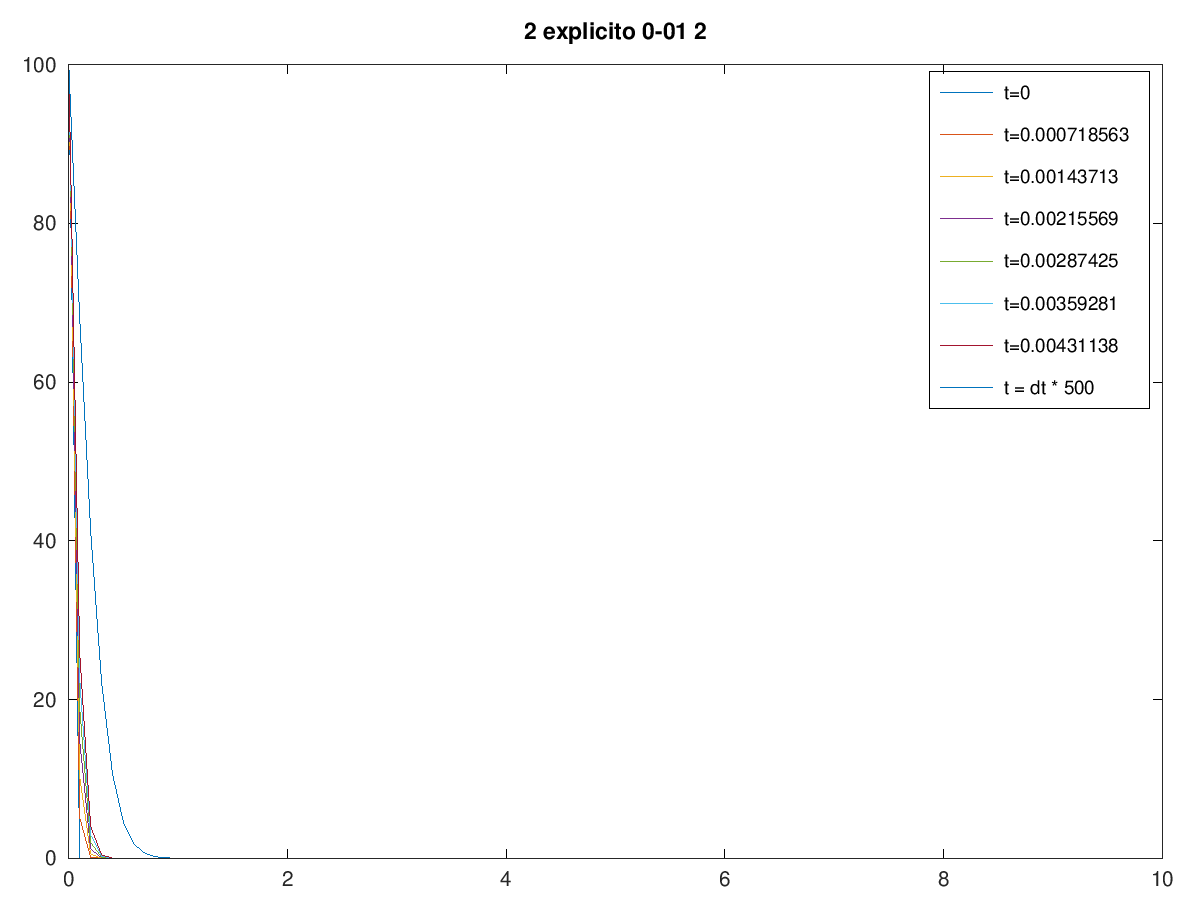 2 explicito 0-01 2
100
80
60
40
20
0
0 2 4 6 8 10
t=0
t=0.000718563
t=0.00143713
t=0.00215569
t=0.00287425
t=0.00359281
t=0.00431138
t = dt * 500